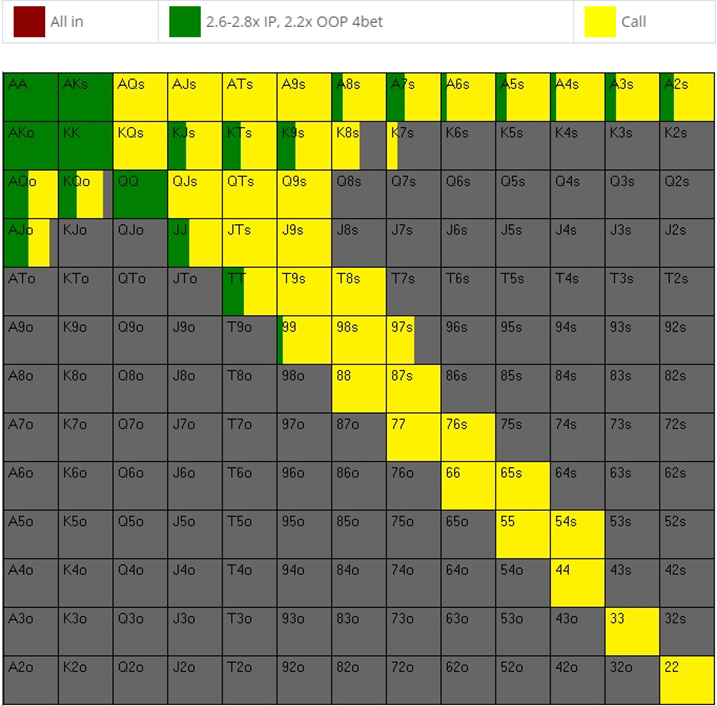 All in 2.6-2.8x IP, 2.2x OOP 4bet Call
AA AKs AQs AJs ATs A9s A8s A7s A6s A5s A4s A3s A2s
AKo KK KQs KJs KTs K9s K8s K7s K6s K5s K4s K3s K2s
AQo KQo QQ QJs QTs Q9s Q8s Q7s Q6s Q5s Q4s Q3s Q2s
AJo KJo QJo JJ JTs J9s J8s J7s J6s J5s J4s J3s J2s
ATo KTo QTo JTo TT T9s T8s T7s T6s T5s T4s T3s T2s
A9o K9o Q9o J9o T9o 99 98s 97s 96s 95s 94s 93s 92s
A8o K8o Q8o J8o T8o 98o 88 87s 86s 85s 84s 83s 82s
A7o K7o Q7o J7o T7o 97o 87o 77 76s 75s 74s 73s 72s
A6o K6o Q6o J6o T6o 96o 86o 76o 66 65s 64s 63s 62s
A5o K5o Q5o J5o T5o 95o 85o 75o 65o 55 54s 53s 52s
A4o K4o Q4o J4o T4o 94o 84o 74o 64o 54o 44 43s 42s
A3o K3o Q3o J3o T3o 93o 83o 73o 63o 53o 43o 33 32s
A2o K2o Q2o J2o T2o 92o 82o 72o 62o 52o 42o 32o 22